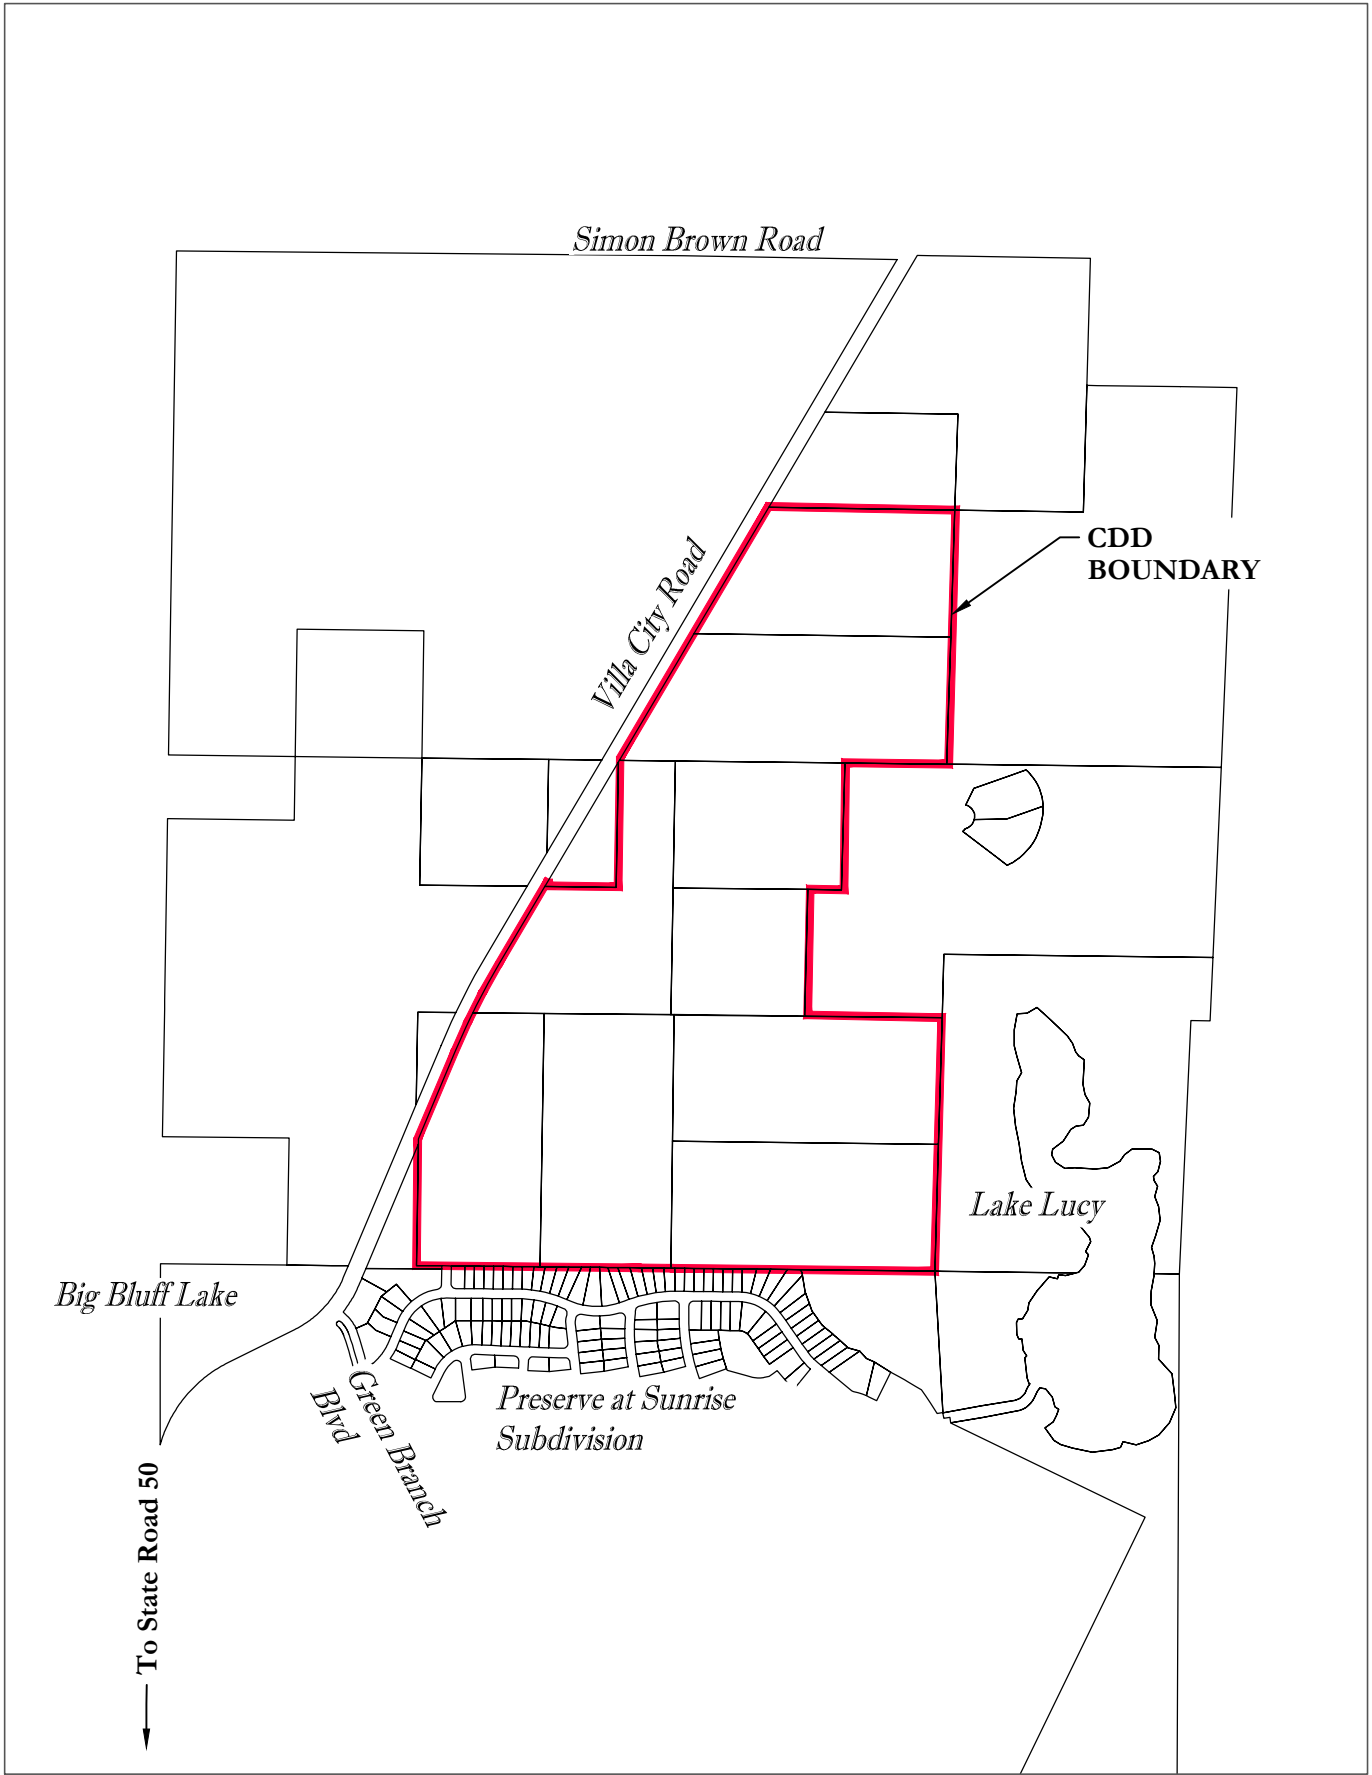 Simon Brown Road
CDD
BOUNDARY
Villa City Road
Lake Lucy
Big Bluff Lake
Green Branch
Blvd
Preserve at Sunrise
Subdivision
To State Road 50